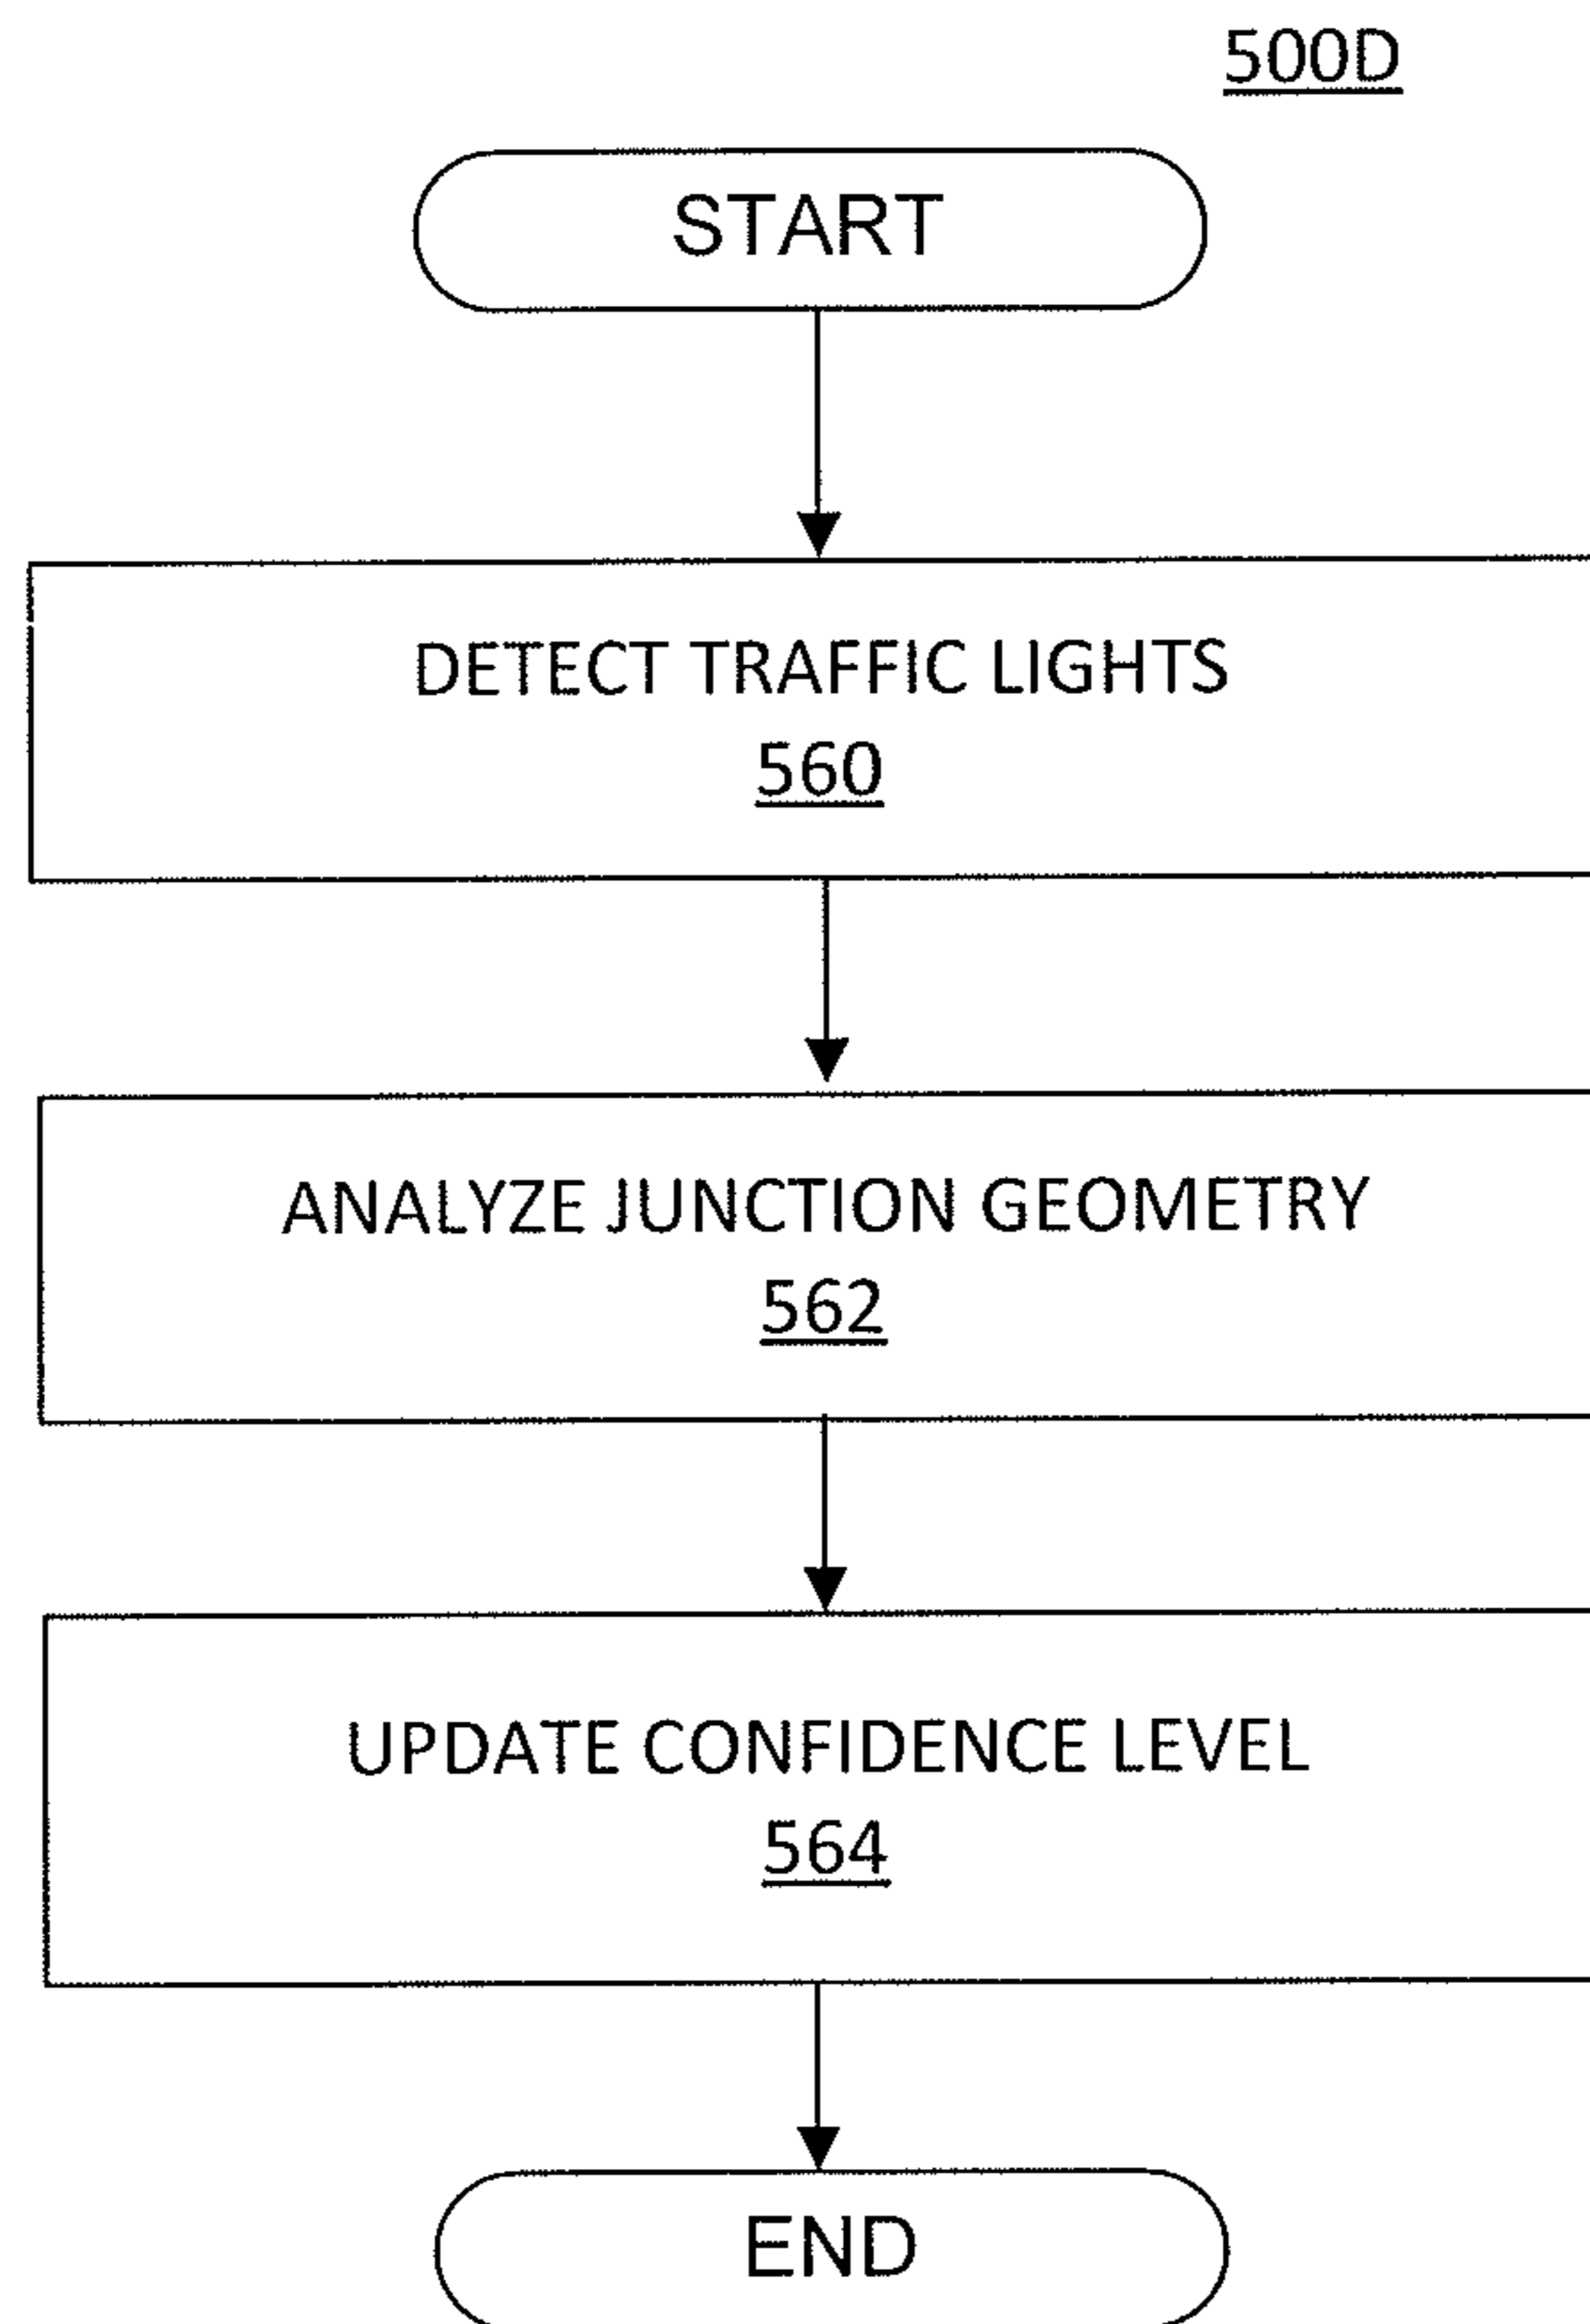 500D
START
DETECT TRAFFIC LIGHTS
560
ANALYZE JUNCTION GEOMETRY
562
UPDATE CONFIDENCE LEVEL
564
END